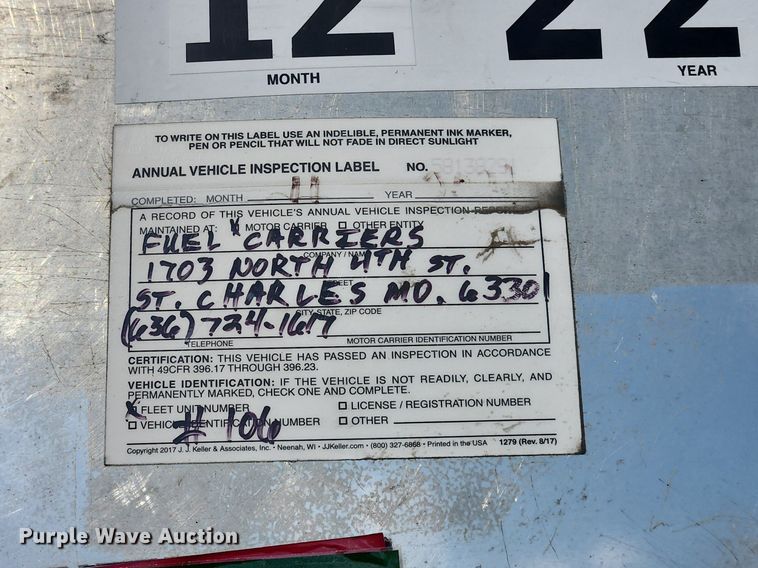 12 22
MONTH YEAR
TO WRITE ON THIS LABEL USE AN INDELIBLE, PERMANENT INK MARKER,
PEN OR PENCIL THAT WILL NOT FADE IN DIRECT SUNLIGHT
ANNUAL VEHICLE INSPECTION LABEL NO.
COMPLETED: MONTH 11 YEAR
A RECORD OF THIS VEHICLE'S ANNUAL VEHICLE INSPECTION
MAINTAINED AT: X MOTOR CARRIER ☐ OTHER ENTITY
FUEL CARRIERS
COMPANY / NAME
1703 NORTH 4TH ST.
STREET
ST. CHARLES MO. 63301
CITY, STATE, ZIP CODE
(636) 724-1617
TELEPHONE MOTOR CARRIER IDENTIFICATION NUMBER
CERTIFICATION: THIS VEHICLE HAS PASSED AN INSPECTION IN ACCORDANCE
WITH 49CFR 396.17 THROUGH 396.23.
VEHICLE IDENTIFICATION: IF THE VEHICLE IS NOT READILY, CLEARLY, AND
PERMANENTLY MARKED, CHECK ONE AND COMPLETE.
X FLEET UNIT NUMBER ☐ LICENSE / REGISTRATION NUMBER
☐ VEHICLE IDENTIFICATION NUMBER ☐ OTHER
# 106
Copyright 2017 J. J. Keller & Associates, Inc. • Neenah, WI • JJKeller.com • (800) 327-6868 • Printed in the USA 1279 (Rev. 8/17)
Purple Wave Auction